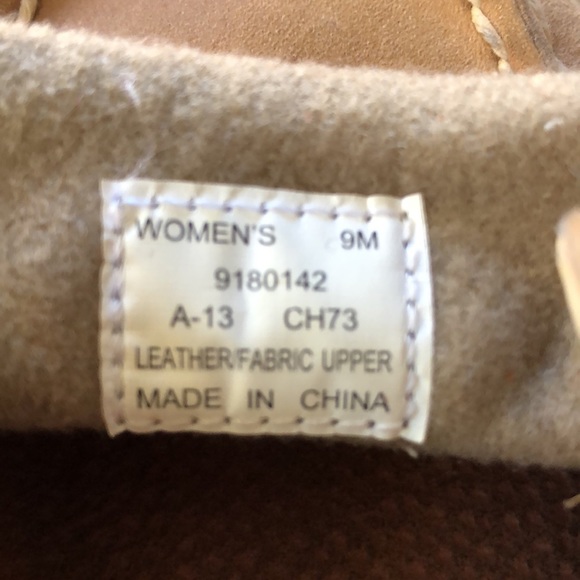 WOMEN'S 9M
9180142
A-13 CH73
LEATHER/FABRIC UPPER
MADE IN CHINA